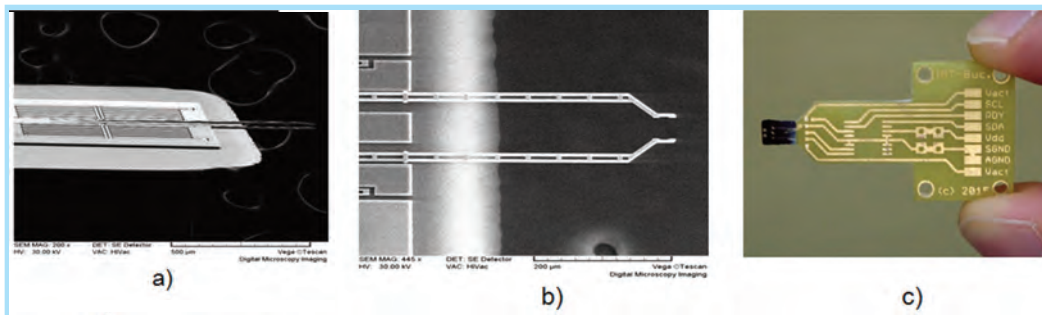 SEM MAG: 200 x DET: SE Detector
HV: 30.00 kV VAC: HiVac 500 µm Vega ©Tescan
Digital Microscopy Imaging
a)
SEM MAG: 445 x DET: SE Detector
HV: 30.00 kV VAC: HiVac 200 µm Vega ©Tescan
Digital Microscopy Imaging
b)
Vact
SCL
RDY
SDA
Vdd
SGND
AGND
Vact
(c) 2015
c)